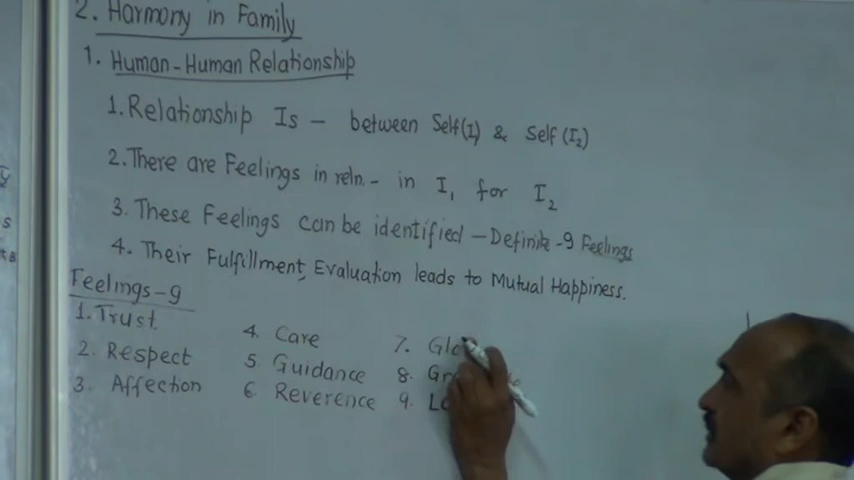 2. Harmony in Family
1. Human-Human Relationship
1. Relationship Is - between Self(I1) & Self (I2)
2. There are Feelings in reln. - in I1 for I2
3. These Feelings can be identified - Definite - 9 Feelings
4. Their Fulfillment, Evaluation leads to Mutual Happiness.
Feelings-9
1. Trust.
2. Respect
3. Affection
4. Care
5. Guidance
6. Reverence
7.
8.
9.